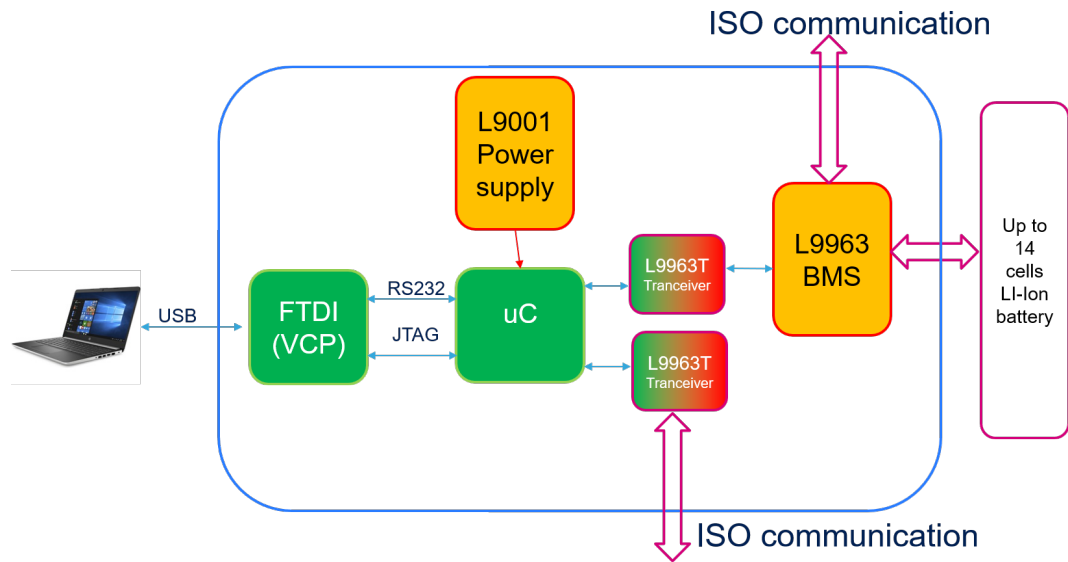 ISO communication
L9001
Power
supply
L9963T
Tranceiver
L9963
BMS
Up to
14
cells
LI-Ion
battery
USB
FTDI
(VCP)
RS232
JTAG
uC
L9963T
Tranceiver
ISO communication